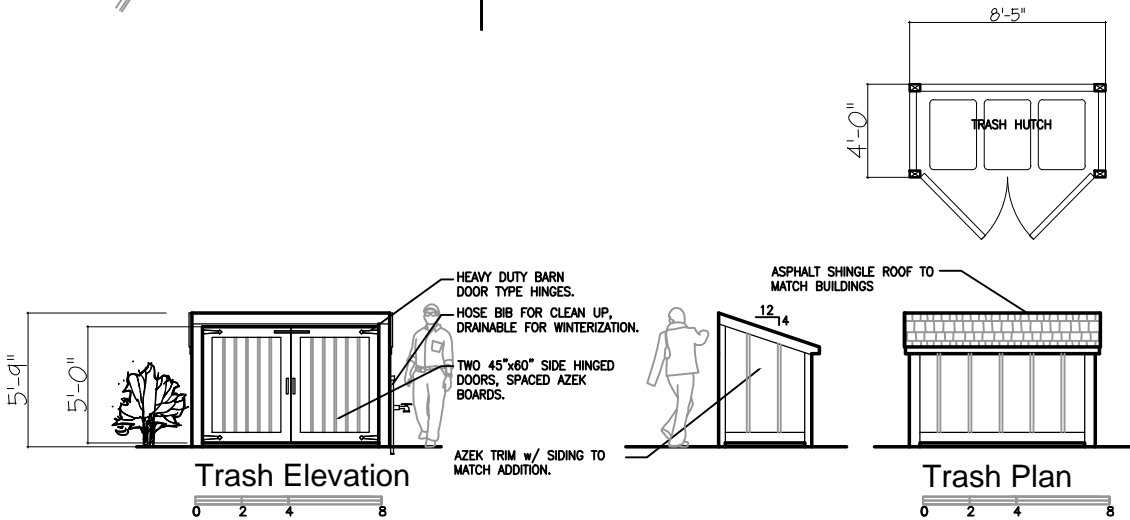 8'-5"
4'-0"
TRASH HUTCH
HEAVY DUTY BARN
DOOR TYPE HINGES.
HOSE BIB FOR CLEAN UP,
DRAINABLE FOR WINTERIZATION.
TWO 45"x60" SIDE HINGED
DOORS, SPACED AZEK
BOARDS.
AZEK TRIM w/ SIDING TO
MATCH ADDITION.
5'-9"
5'-0"
12
4
ASPHALT SHINGLE ROOF TO
MATCH BUILDINGS
Trash Elevation
0 2 4 8
Trash Plan
0 2 4 8